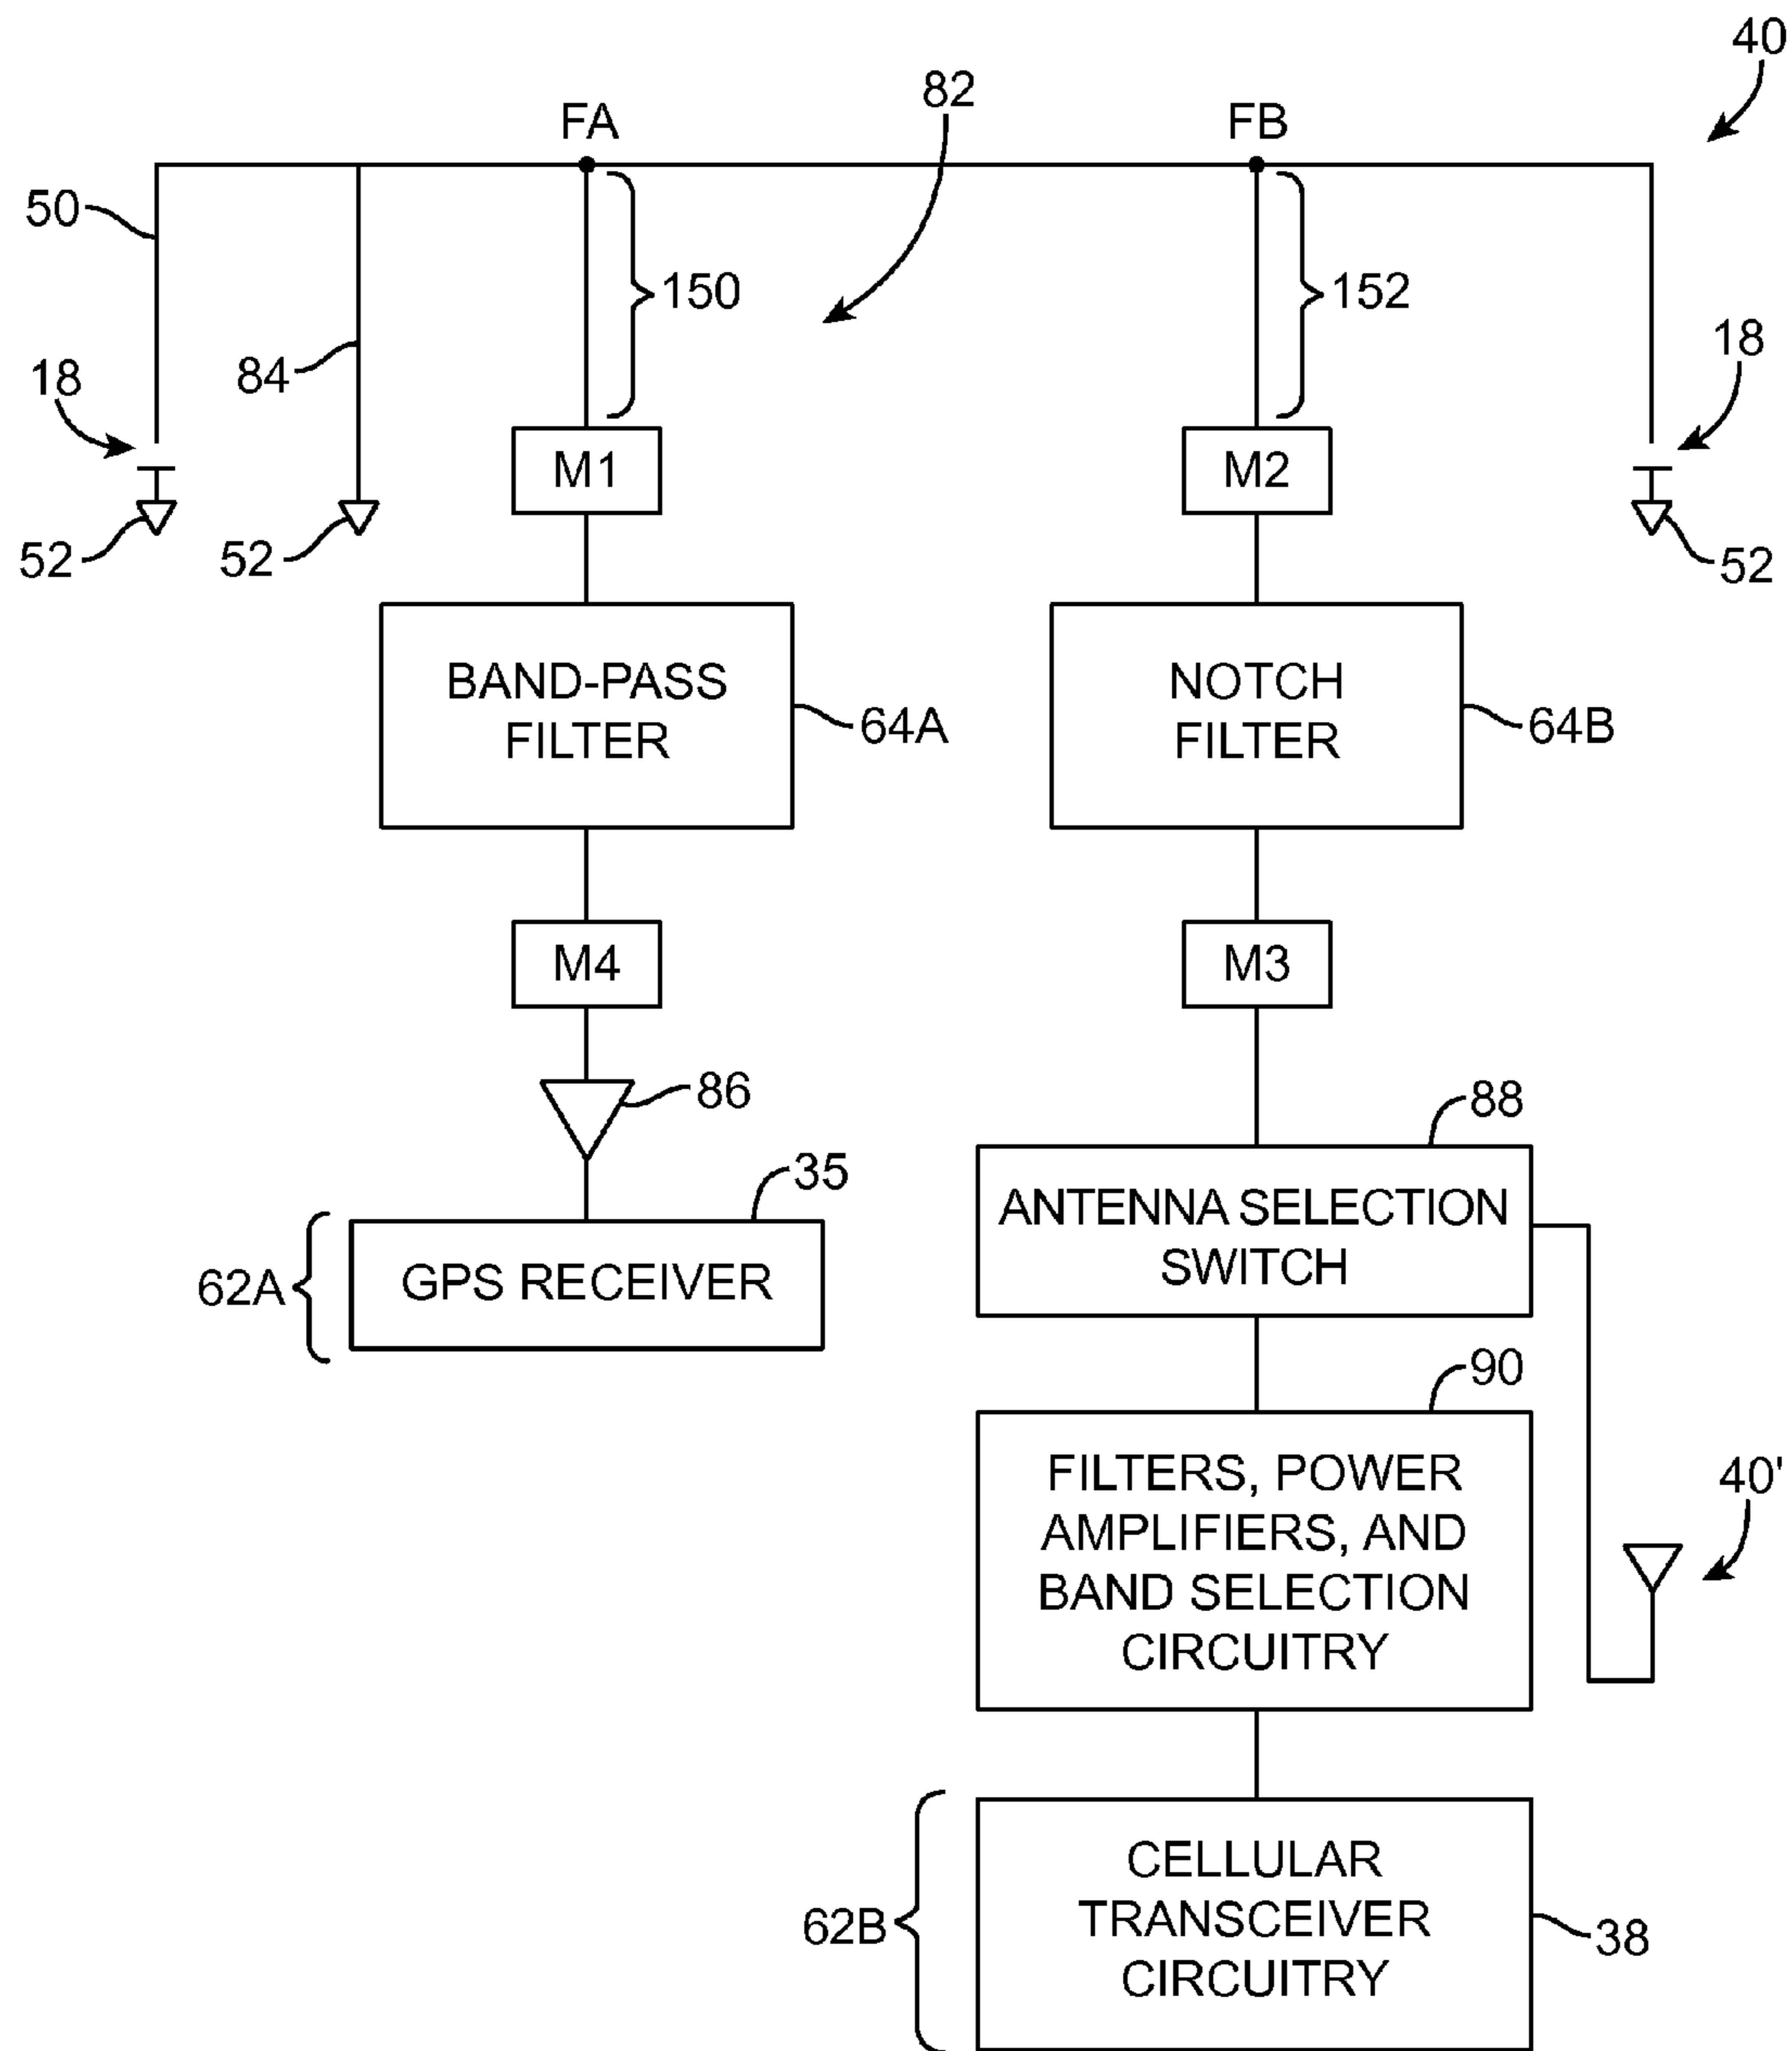 40
82
FA
FB
50
150
152
18
84
18
M1
M2
52
52
52
BAND-PASS
FILTER
64A
NOTCH
FILTER
64B
M4
M3
86
88
35
ANTENNA SELECTION
SWITCH
62A
GPS RECEIVER
90
FILTERS, POWER
AMPLIFIERS, AND
BAND SELECTION
CIRCUITRY
40'
CELLULAR
TRANSCEIVER
CIRCUITRY
62B
38